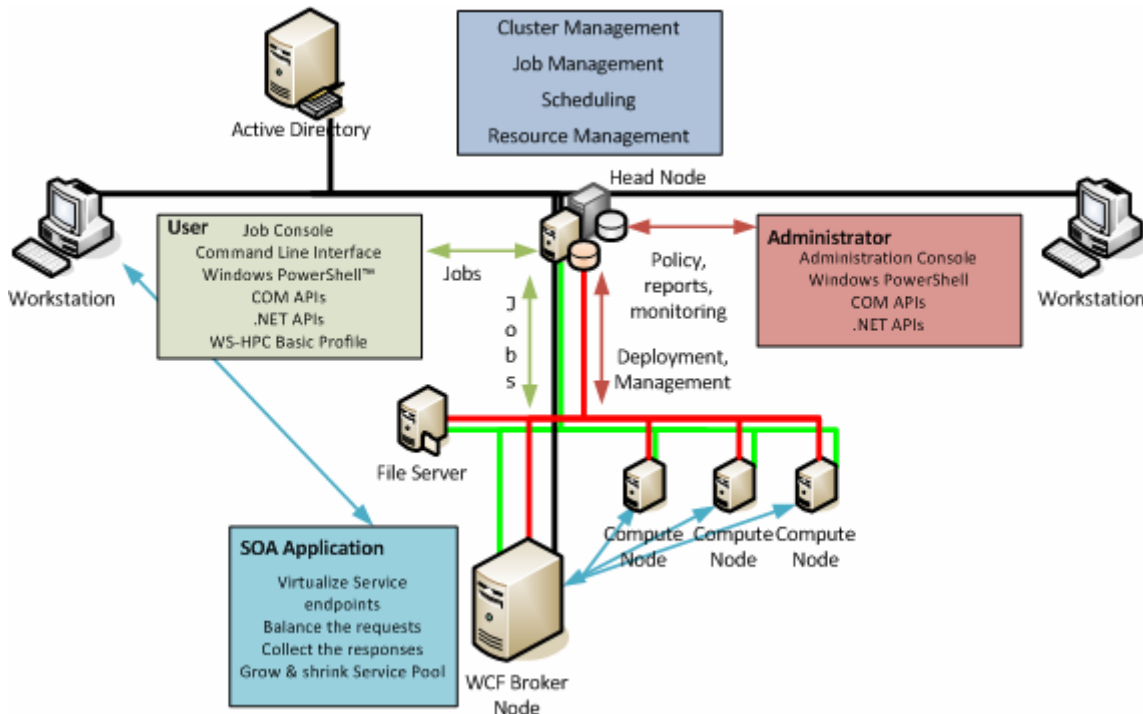 Cluster Management
Job Management
Scheduling
Resource Management
Active Directory
Head Node
Workstation
User
Job Console
Command Line Interface
Windows PowerShell™
COM APIs
.NET APIs
WS-HPC Basic Profile
Jobs
J
o
b
s
Policy,
reports,
monitoring
Deployment,
Management
Administrator
Administration Console
Windows PowerShell
COM APIs
.NET APIs
Workstation
File Server
Compute
Node
Compute
Node
Compute
Node
SOA Application
Virtualize Service
endpoints
Balance the requests
Collect the responses
Grow & shrink Service Pool
WCF Broker
Node